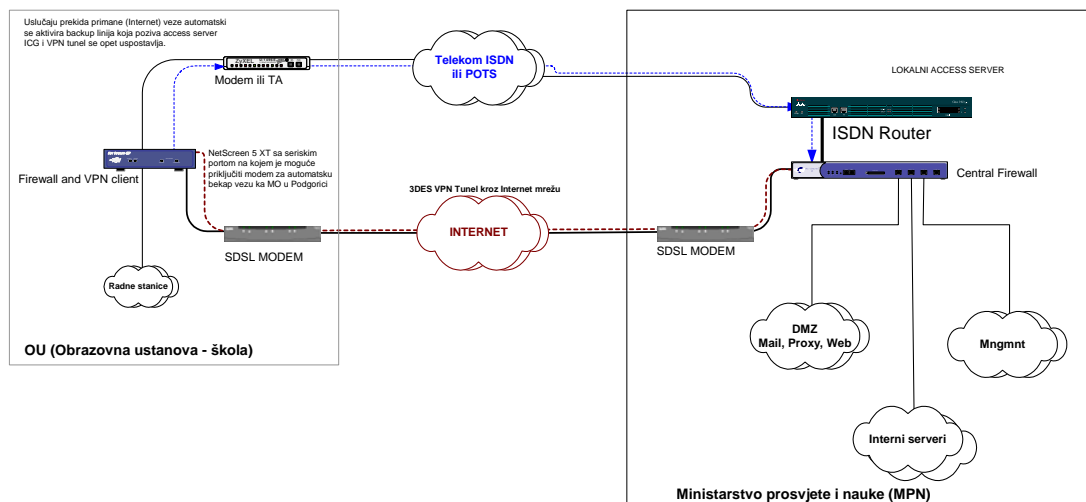 Uslučaju prekida primane (Internet) veze automatski
se aktivira backup linija koja poziva access server
ICG i VPN tunel se opet uspostavlja.
ZyXEL
Modem ili TA
Telekom ISDN
ili POTS
LOKALNI ACCESS SERVER
ISDN Router
NetScreen 5 XT sa seriskim
portom na kojem je moguće
priključiti modem za automatsku
bekap vezu ka MO u Podgorici
Firewall and VPN client
Central Firewall
3DES VPN Tunel kroz Internet mrežu
INTERNET
SDSL MODEM
SDSL MODEM
Radne stanice
DMZ
Mail, Proxy, Web
Mngmnt
OU (Obrazovna ustanova - škola)
Interni serveri
Ministarstvo prosvjete i nauke (MPN)